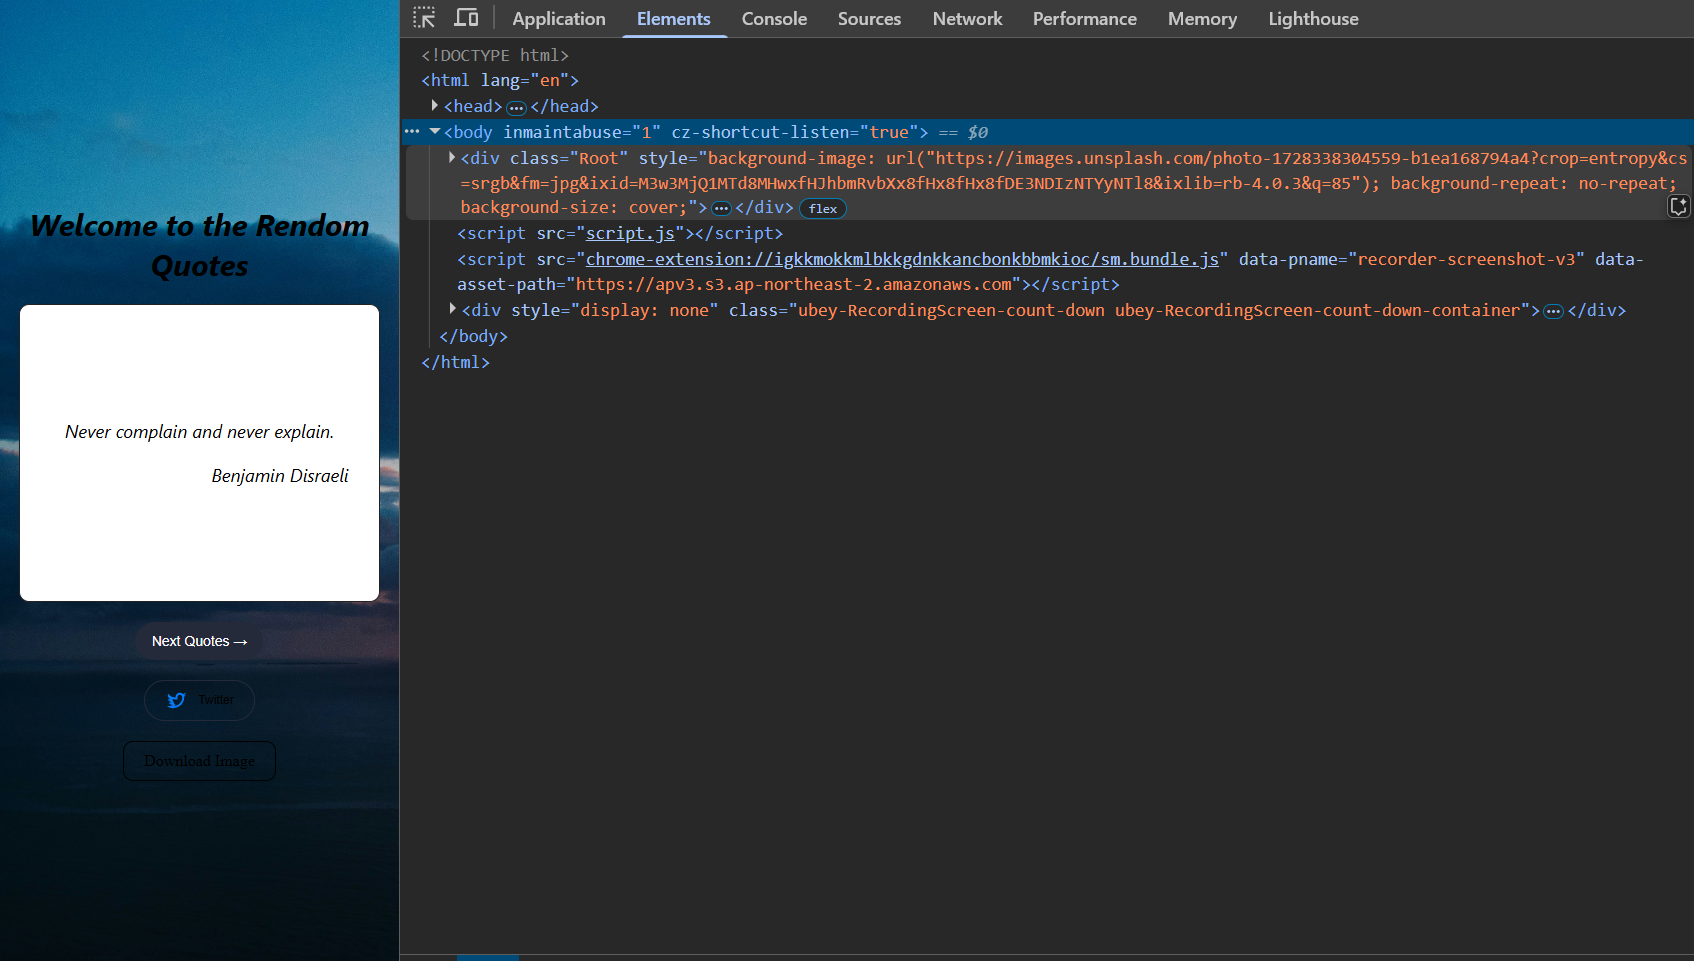 Welcome to the Rendom
Quotes
Never complain and never explain.
Benjamin Disraeli
Next Quotes →
Twitter
Download Image
Application Elements Console Sources Network Performance Memory Lighthouse
<!DOCTYPE html>
<html lang="en">
<head>…</head>
… <body inmaintabuse="1" cz-shortcut-listen="true"> == $0
<div class="Root" style="background-image: url("https://images.unsplash.com/photo-1728338304559-b1ea168794a4?crop=entropy&cs
=srgb&fm=jpg&ixid=M3w3MjQ1MTd8MHwxfHJhbmRvbXx8fHx8fHx8fDE3NDIzNTYyNTl8&ixlib=rb-4.0.3&q=85"); background-repeat: no-repeat;
background-size: cover;">…</div> flex
<script src="script.js"></script>
<script src="chrome-extension://igkkmokkmlbkkgdnkkancbonkbbmkioc/sm.bundle.js" data-pname="recorder-screenshot-v3" data-
asset-path="https://apv3.s3.ap-northeast-2.amazonaws.com"></script>
<div style="display: none" class="ubey-RecordingScreen-count-down ubey-RecordingScreen-count-down-container">…</div>
</body>
</html>